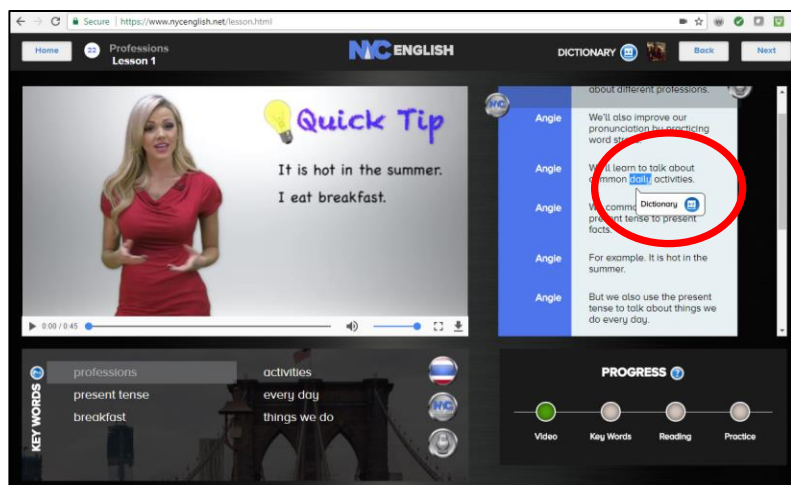 Secure | https://www.nycenglish.net/lesson.html
Home
22
Professions
Lesson 1
NYC ENGLISH
DICTIONARY
Back
Next
Quick Tip
It is hot in the summer.
I eat breakfast.
0:00 / 0:45
about different professions.
NYC
Angie
We'll also improve our
pronunciation by practicing
word
Angie
We'll learn to talk about
common daily activities.
Dictionary
Angie
present tense to present
facts.
Angie
For example. It is hot in the
summer.
Angie
But we also use the present
tense to talk about things we
do every day.
KEY WORDS
professions
present tense
breakfast
activities
every day
things we do
NYC
PROGRESS
Video
Key Words
Reading
Practice